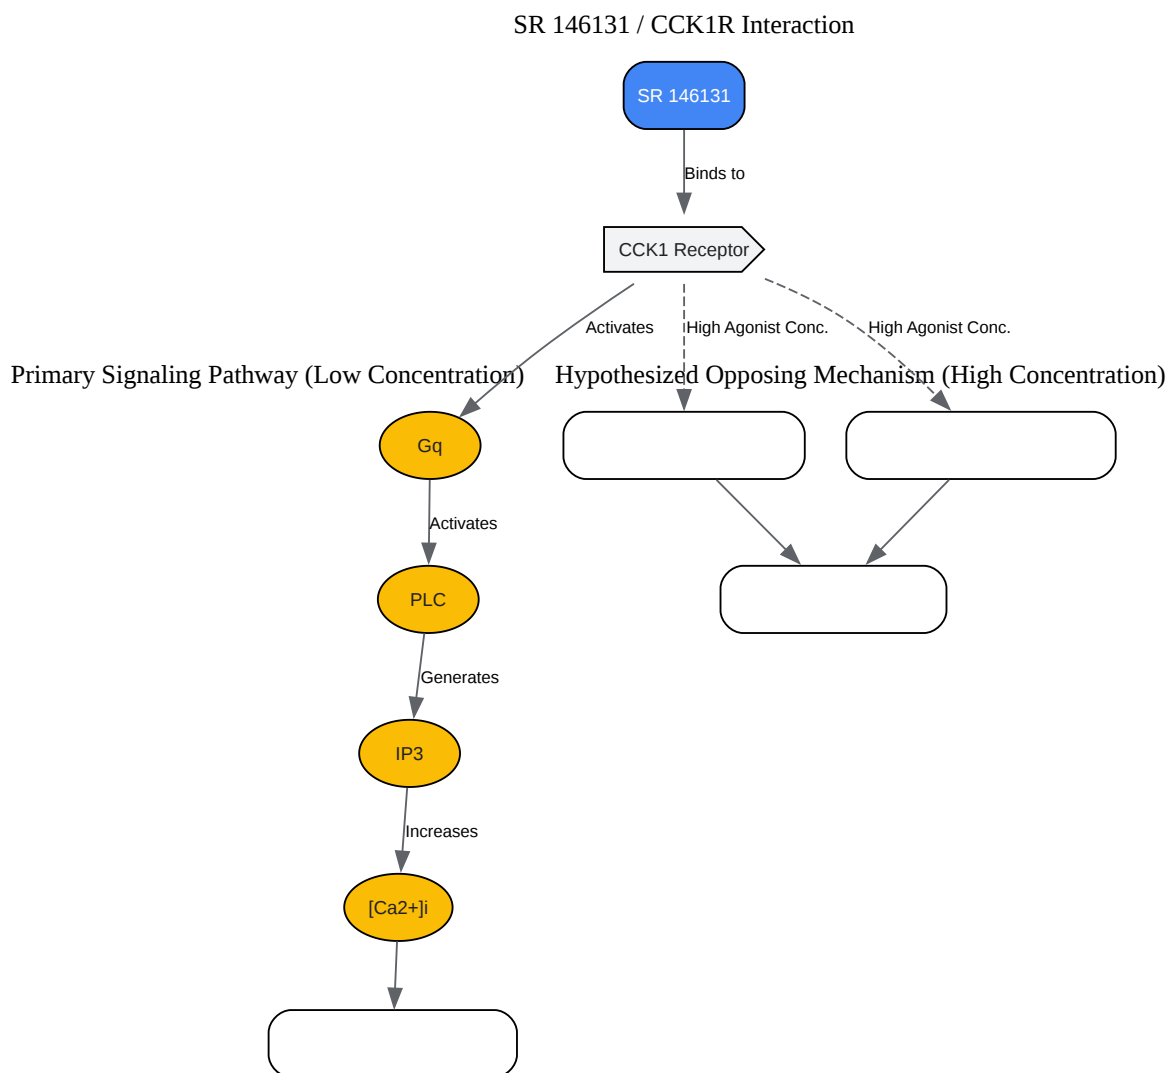 SR 146131 / CCK1R Interaction
SR 146131
Binds to
CCK1 Receptor
Activates
High Agonist Conc.
High Agonist Conc.
Primary Signaling Pathway (Low Concentration)
Hypothesized Opposing Mechanism (High Concentration)
Gq
Activates
PLC
Generates
IP3
Increases
[Ca2+]i